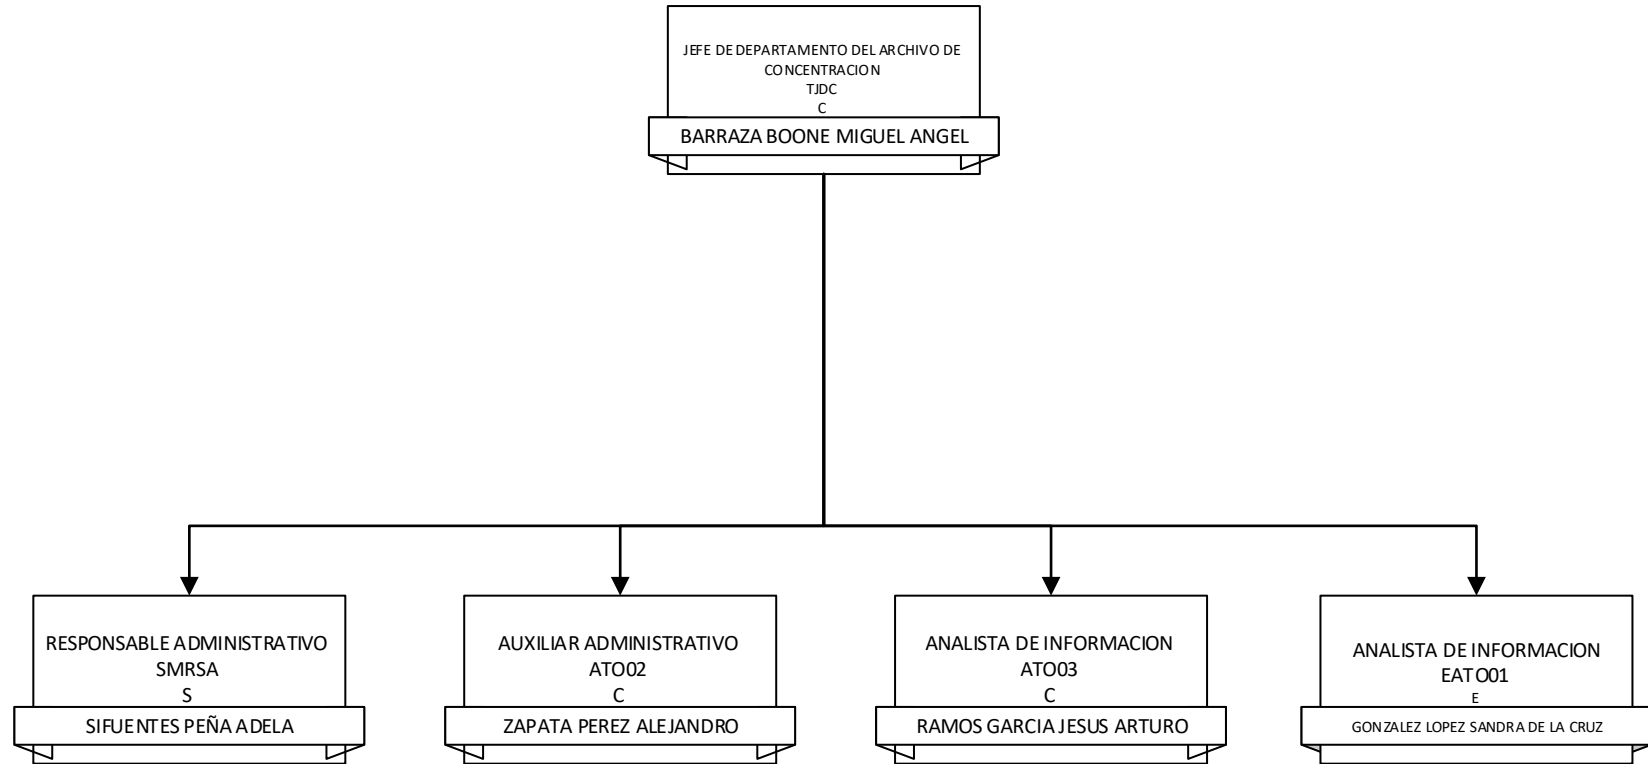 JEFE DE DEPARTAMENTO DEL ARCHIVO DE
CONCENTRACION
TJDC
C
BARRAZA BOONE MIGUEL ANGEL
RESPONSABLE ADMINISTRATIVO
SMRSA
S
SIFUENTES PEÑA ADELA
AUXILIAR ADMINISTRATIVO
ATO02
C
ZAPATA PEREZ ALEJANDRO
ANALISTA DE INFORMACION
ATO03
C
RAMOS GARCIA JESUS ARTURO
ANALISTA DE INFORMACION
EATO01
E
GONZALEZ LOPEZ SANDRA DE LA CRUZ